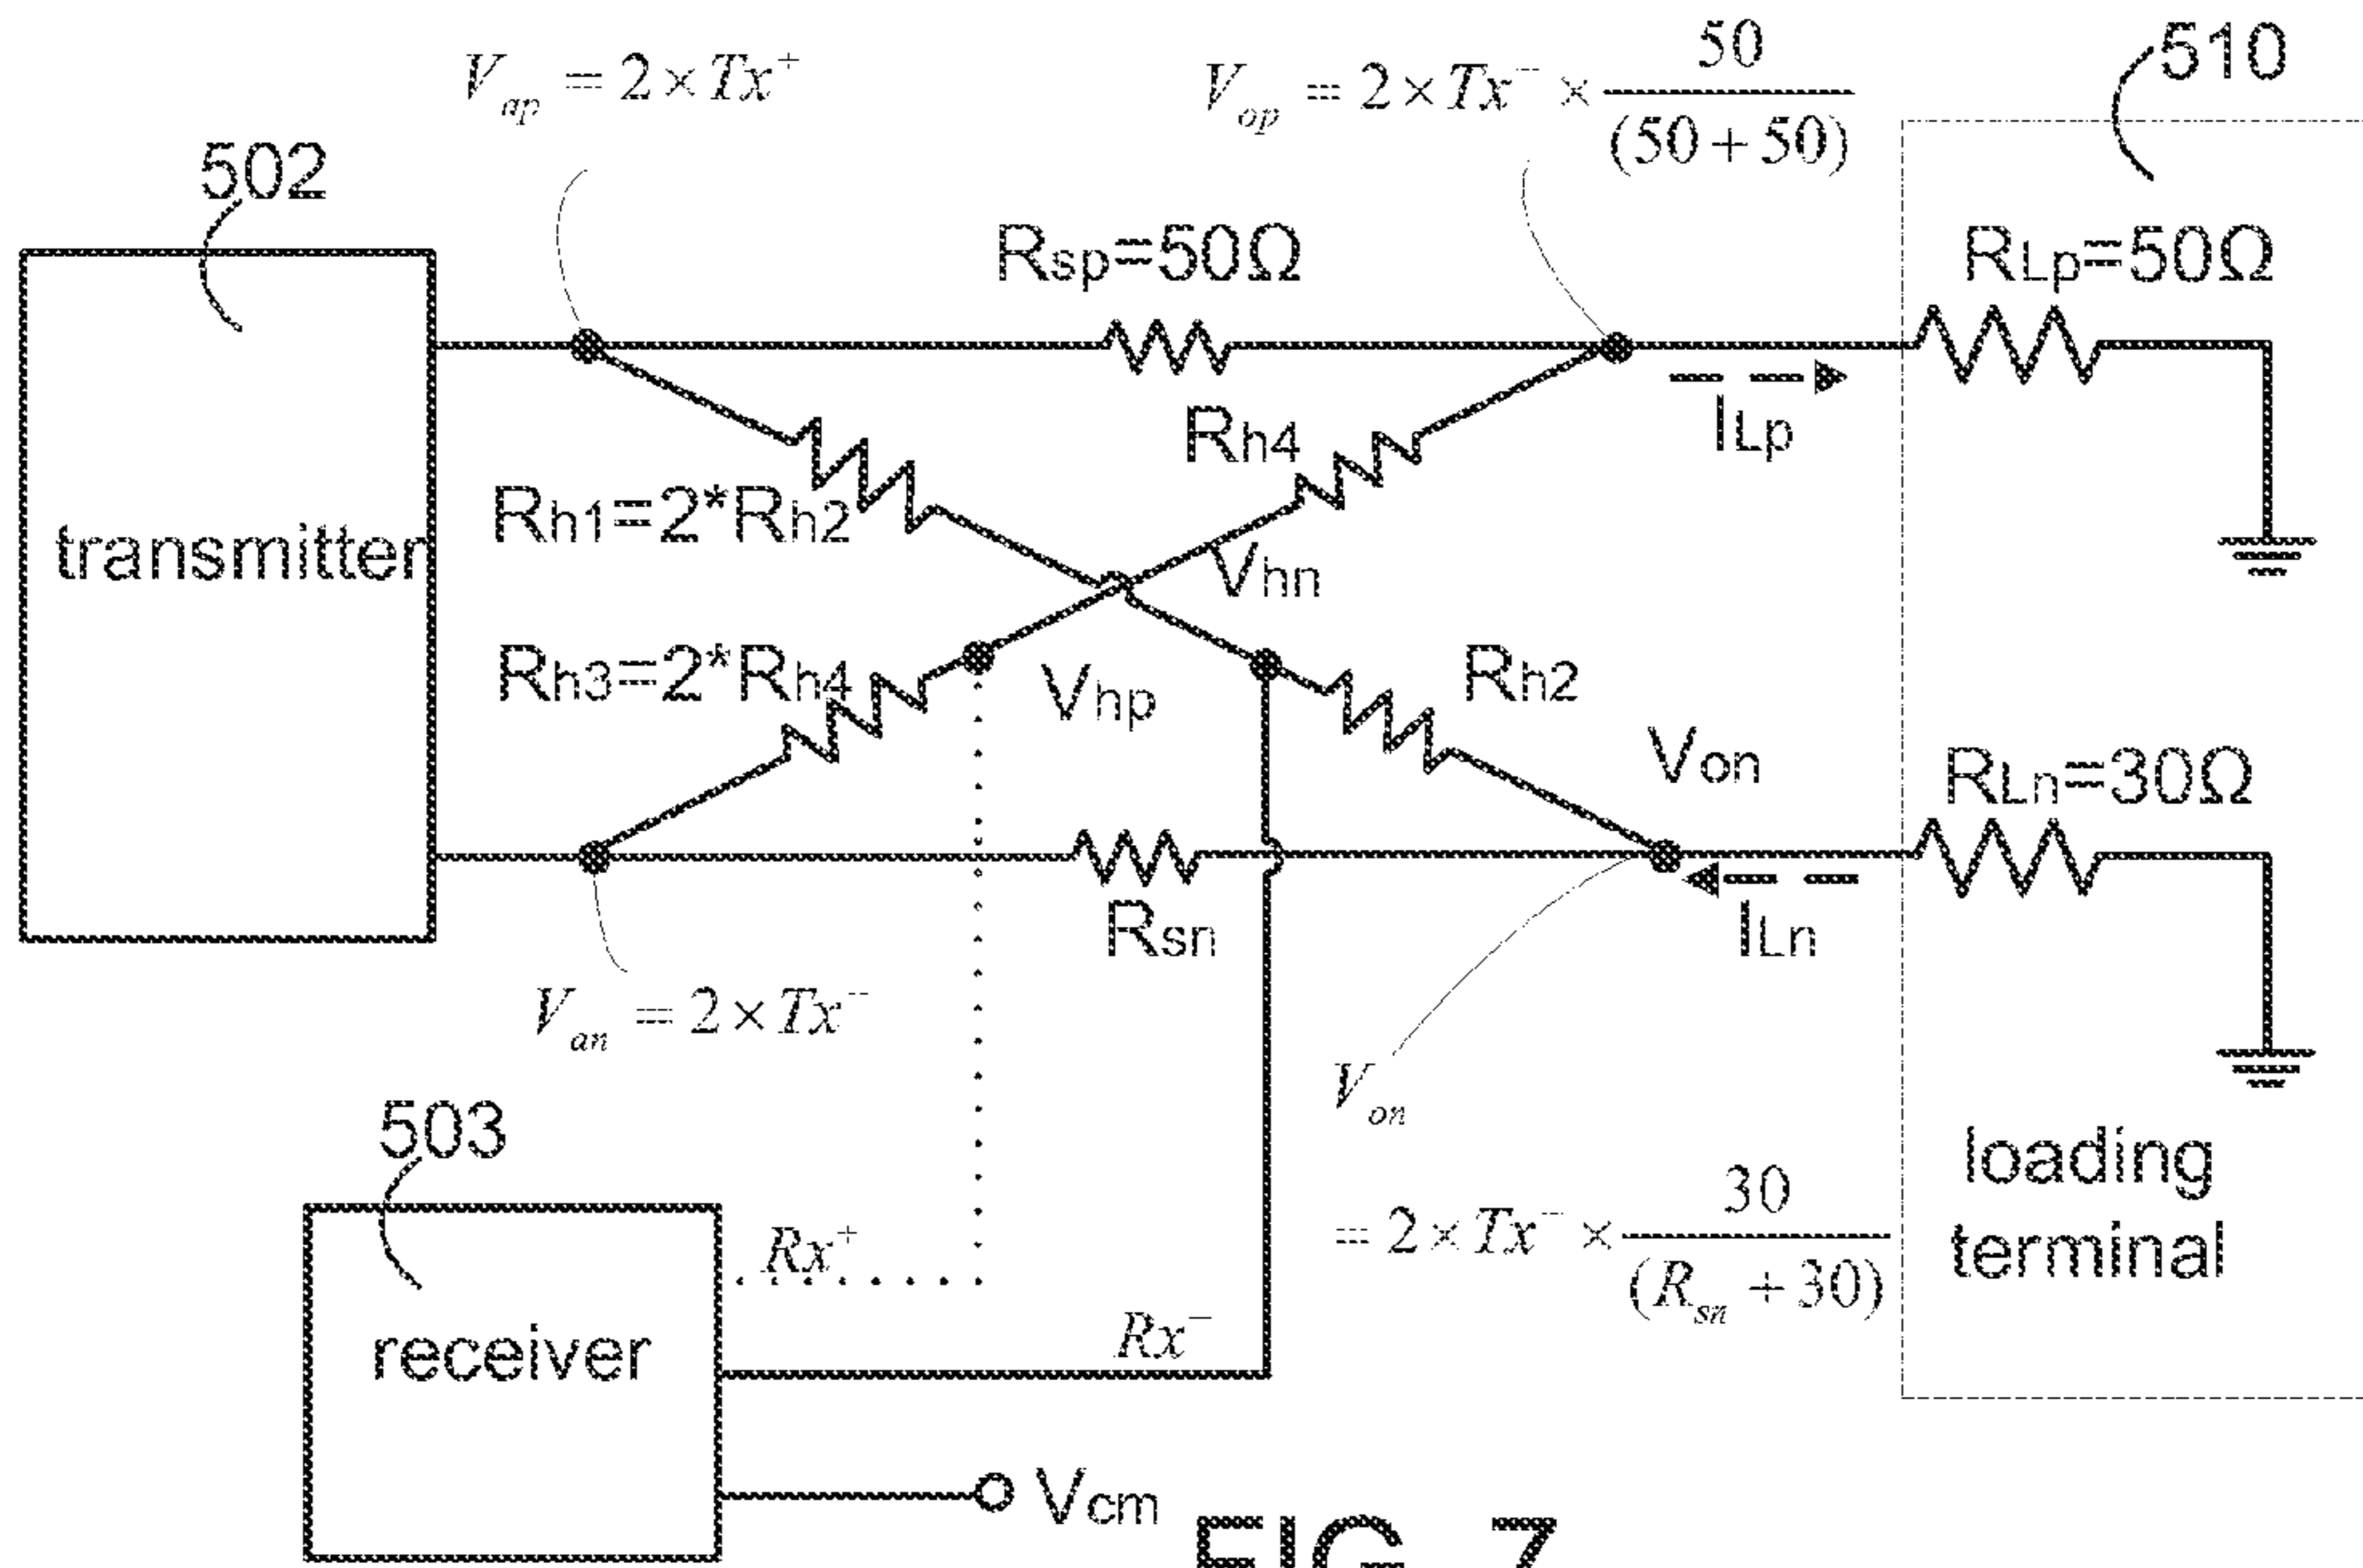 V_ap = 2 × Tx⁺
V_op = 2 × Tx⁻ × 50/(50 + 50)
510
502
Rsp=50Ω
RLp=50Ω
ILp
Rh4
Rh1=2*Rh2
transmitter
Vhn
Rh3=2*Rh4
Vhp
Rh2
Von
RLn=30Ω
Rsn
ILn
V_an = 2 × Tx⁻
V_on
= 2 × Tx⁻ × 30/(R_sn + 30)
loading
terminal
503
Rx⁺
Rx⁻
receiver
Vcm
FIG. 7